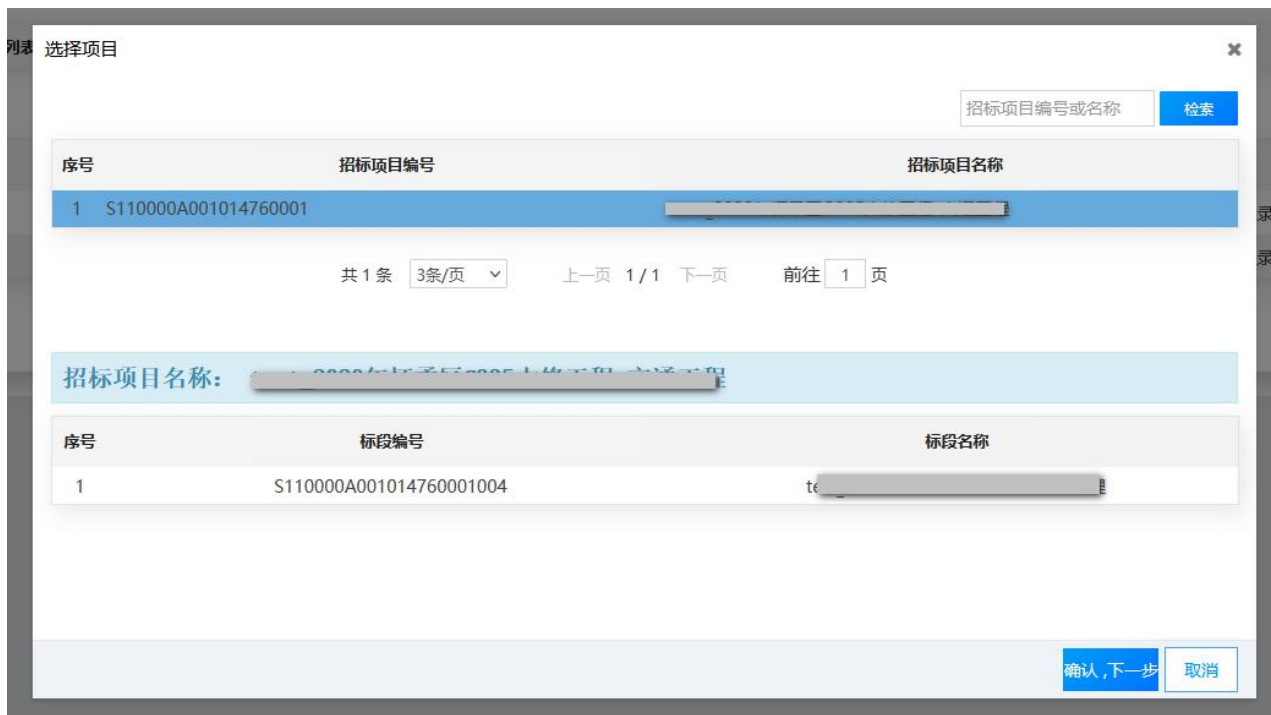 列表 选择项目
招标项目编号或名称 检索
序号 招标项目编号 招标项目名称
1 S110000A001014760001
录
录
共 1 条 3条/页 上一页 1 / 1 下一页 前往 1 页
招标项目名称：
序号 标段编号 标段名称
1 S110000A001014760001004
确认 ,下一步 取消